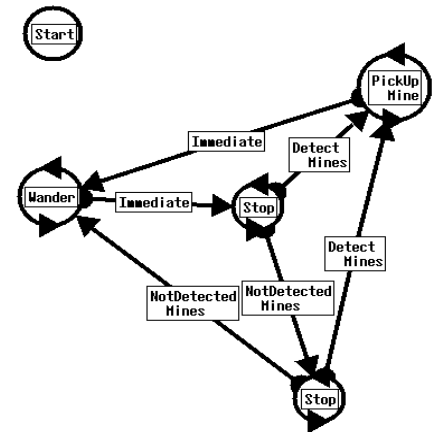 Start
PickUp
Mine
Immediate
Detect
Mines
Wander
Immediate
Stop
Detect
Mines
NotDetected
Mines
NotDetected
Mines
Stop